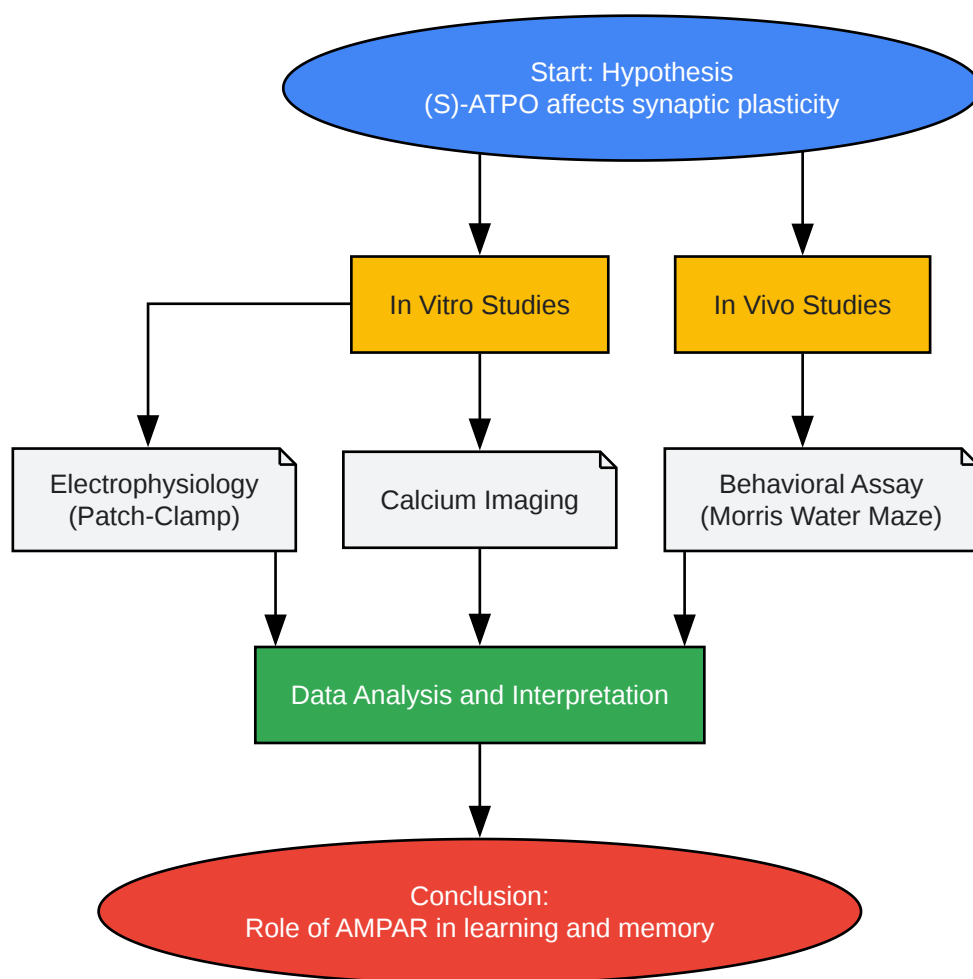 Start: Hypothesis
(S)-ATPO affects synaptic plasticity
In Vitro Studies
In Vivo Studies
Electrophysiology
(Patch-Clamp)
Calcium Imaging
Behavioral Assay
(Morris Water Maze)
Data Analysis and Interpretation
Conclusion:
Role of AMPAR in learning and memory